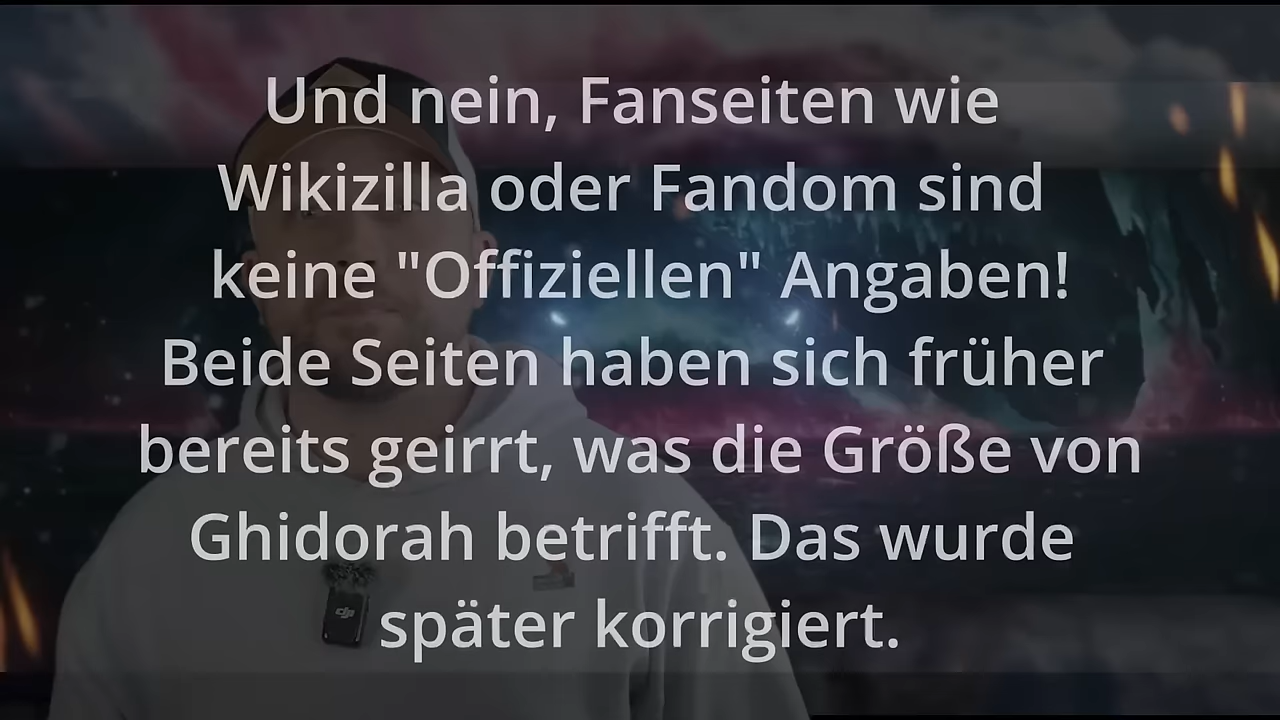 Und nein, Fanseiten wie
Wikizilla oder Fandom sind
keine "Offiziellen" Angaben!
Beide Seiten haben sich früher
bereits geirrt, was die Größe von
Ghidorah betrifft. Das wurde
später korrigiert.
dji